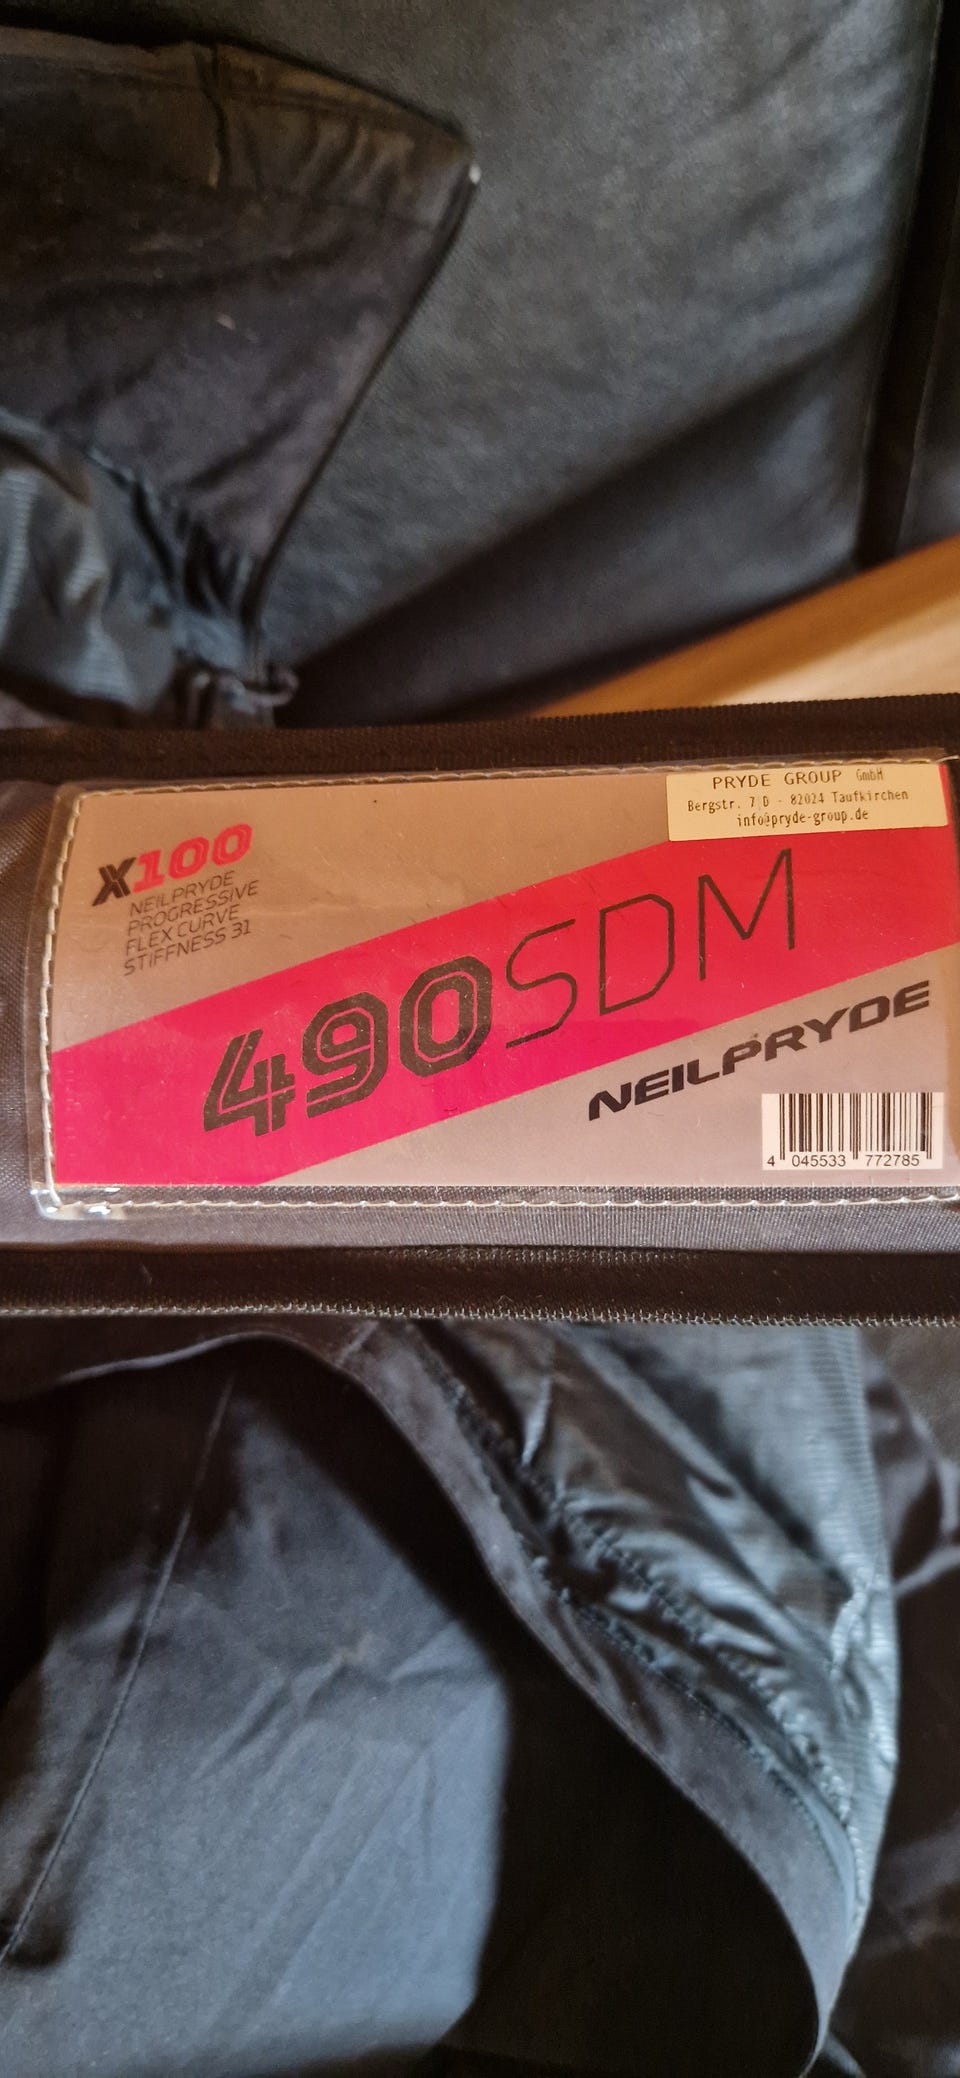 PRYDE GROUP GmbH
Bergstr. 7 D - 82024 Taufkirchen
info@pryde-group.de
X100
NEILPRYDE
PROGRESSIVE
FLEX CURVE
STIFFNESS 31
490SDM
NEILPRYDE
4 045533 772785